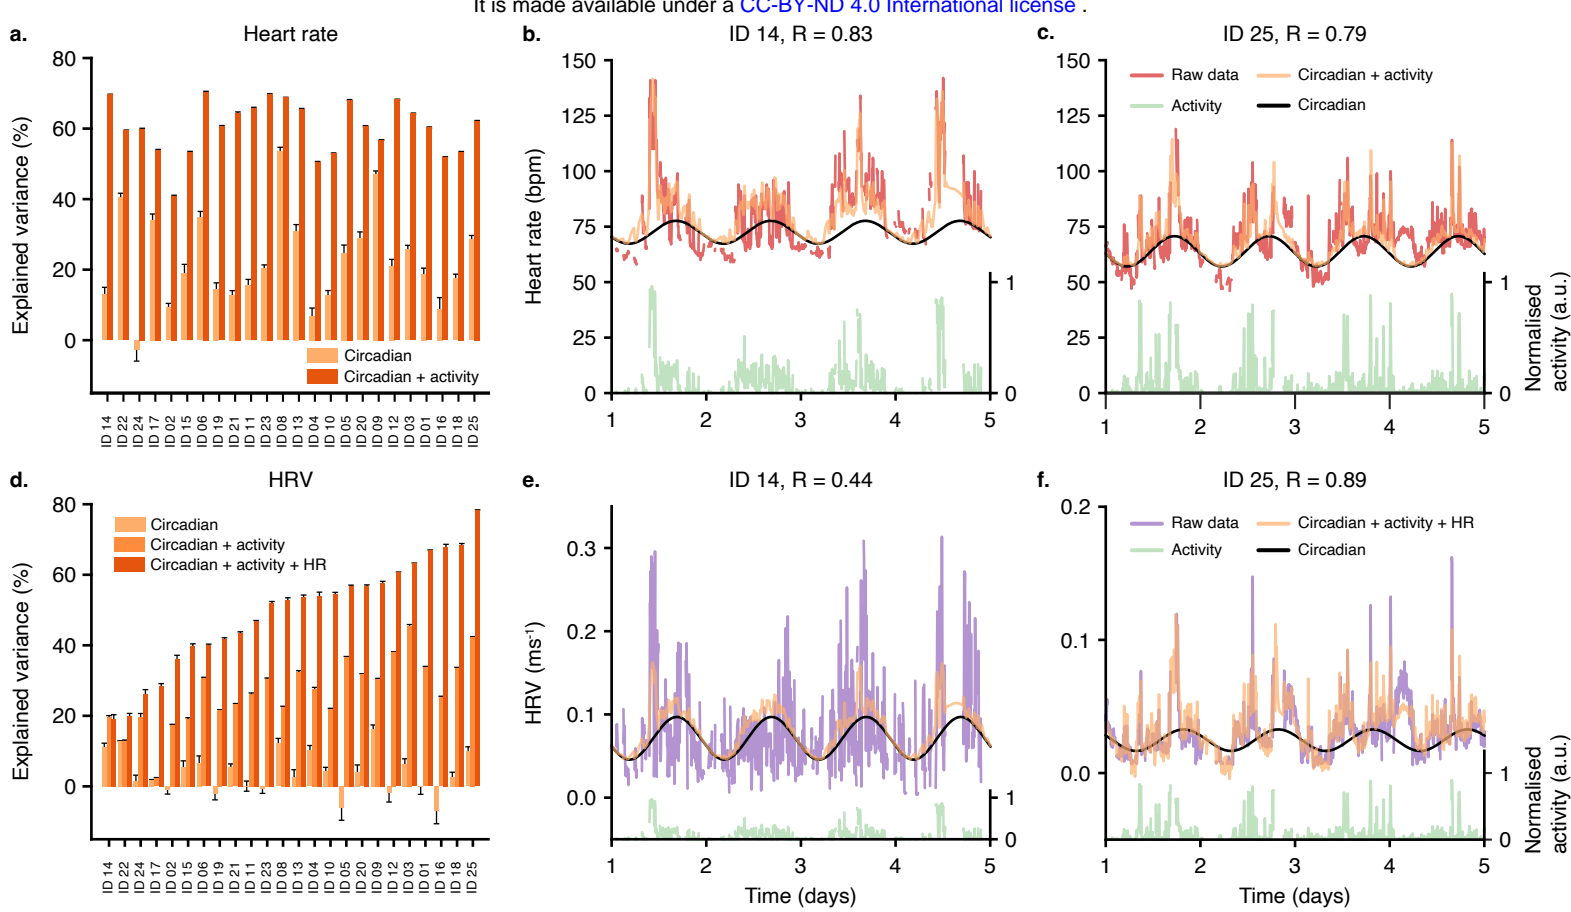 It is made available under a CC-BY-ND 4.0 International license .
a.
Heart rate
Explained variance (%)
80
60
40
20
0
Circadian
Circadian + activity
ID 14
ID 22
ID 24
ID 17
ID 02
ID 15
ID 06
ID 19
ID 21
ID 11
ID 23
ID 08
ID 13
ID 04
ID 10
ID 05
ID 20
ID 09
ID 12
ID 03
ID 01
ID 16
ID 18
ID 25
b.
ID 14, R = 0.83
Heart rate (bpm)
150
125
100
75
50
25
0
1
0
1
2
3
4
5
c.
ID 25, R = 0.79
Raw data
Circadian + activity
Activity
Circadian
150
125
100
75
50
25
0
1
0
Normalised
activity (a.u.)
1
2
3
4
5
d.
HRV
Explained variance (%)
80
60
40
20
0
Circadian
Circadian + activity
Circadian + activity + HR
ID 14
ID 22
ID 24
ID 17
ID 02
ID 15
ID 06
ID 19
ID 21
ID 11
ID 23
ID 08
ID 13
ID 04
ID 10
ID 05
ID 20
ID 09
ID 12
ID 03
ID 01
ID 16
ID 18
ID 25
e.
ID 14, R = 0.44
HRV (ms⁻¹)
0.3
0.2
0.1
0.0
1
0
1
2
3
4
5
Time (days)
f.
ID 25, R = 0.89
Raw data
Circadian + activity + HR
Activity
Circadian
0.2
0.1
0.0
1
0
Normalised
activity (a.u.)
1
2
3
4
5
Time (days)